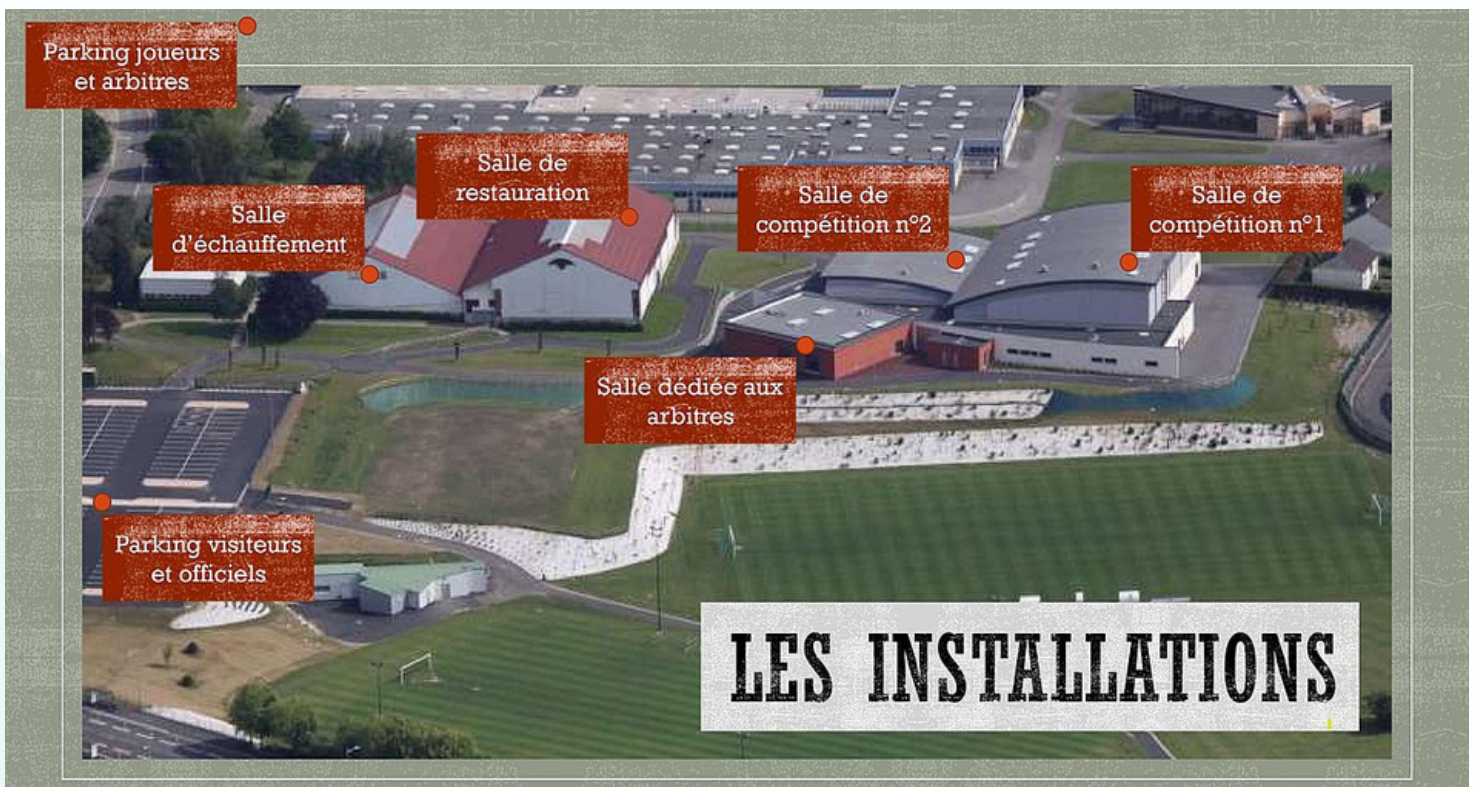 Parking joueurs
et arbitres
Salle de
restauration
Salle
d’échauffement
Salle de
compétition n°2
Salle de
compétition n°1
Salle dédiée aux
arbitres
Parking visiteurs
et officiels
LES INSTALLATIONS